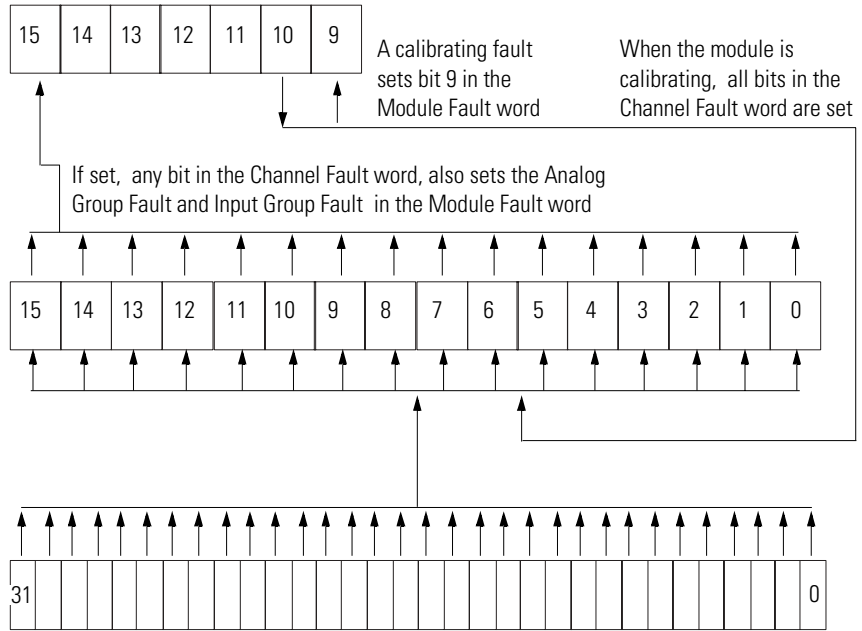 15 14 13 12 11 10 9
A calibrating fault
sets bit 9 in the
Module Fault word
When the module is
calibrating, all bits in the
Channel Fault word are set
If set, any bit in the Channel Fault word, also sets the Analog
Group Fault and Input Group Fault in the Module Fault word
15 14 13 12 11 10 9 8 7 6 5 4 3 2 1 0
31 0